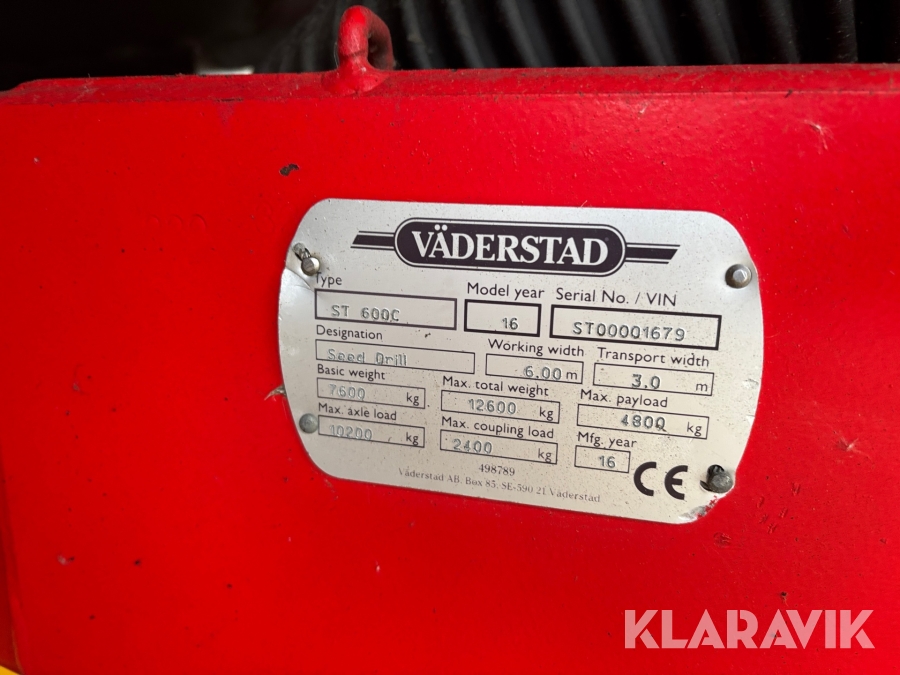 VÄDERSTAD
Type
Model year
Serial No. / VIN
ST 600C
16
ST00001679
Designation
Working width
Transport width
Seed Drill
6.00 m
3.0 m
Basic weight
Max. total weight
Max. payload
7600 kg
12600 kg
4800 kg
Max. axle load
Max. coupling load
Mfg. year
10200 kg
2400 kg
16
CE
498789
Väderstad AB, Box 85, SE-590 21 Väderstad
KLARAVIK